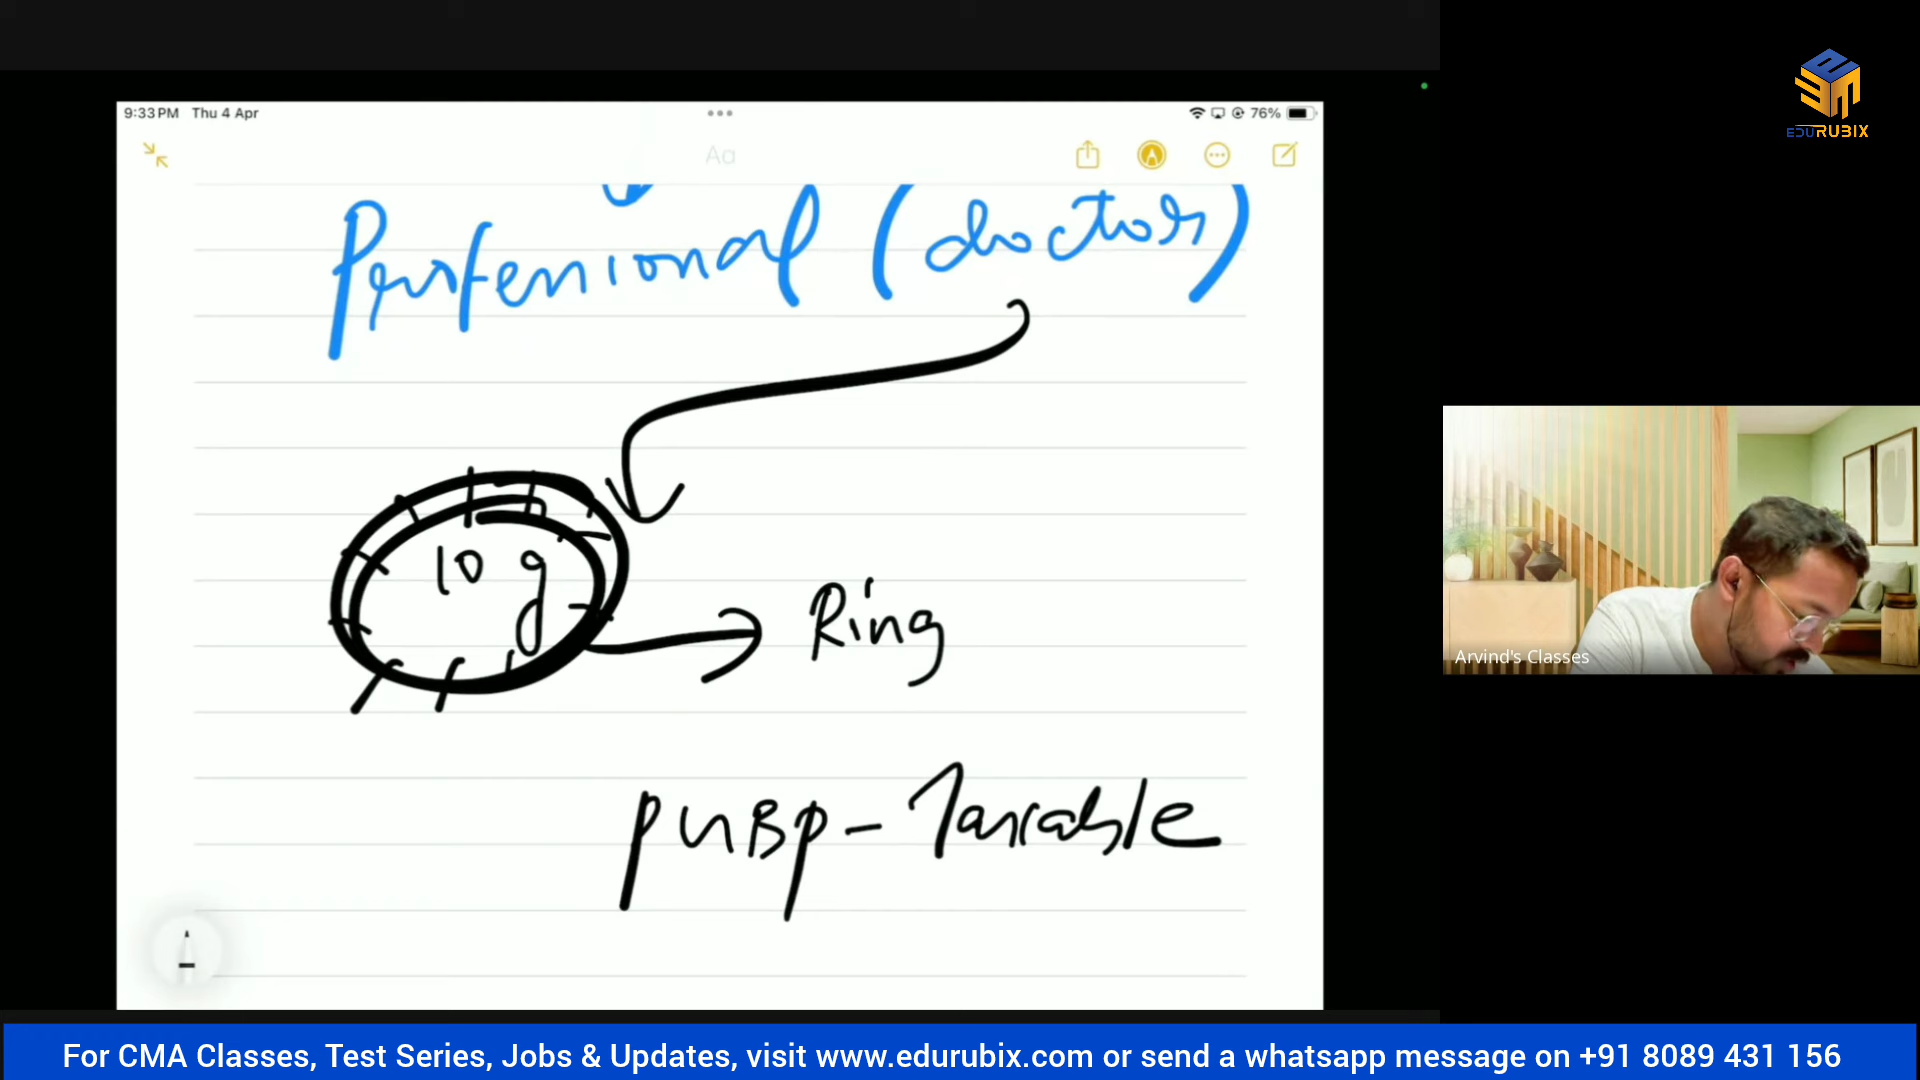 9:33 PM Thu 4 Apr
76%
Aa
Professional (doctor)
10 g
Ring
PUBP - Taxable
EDURUBIX
Arvind's Classes
For CMA Classes, Test Series, Jobs & Updates, visit www.edurubix.com or send a whatsapp message on +91 8089 431 156